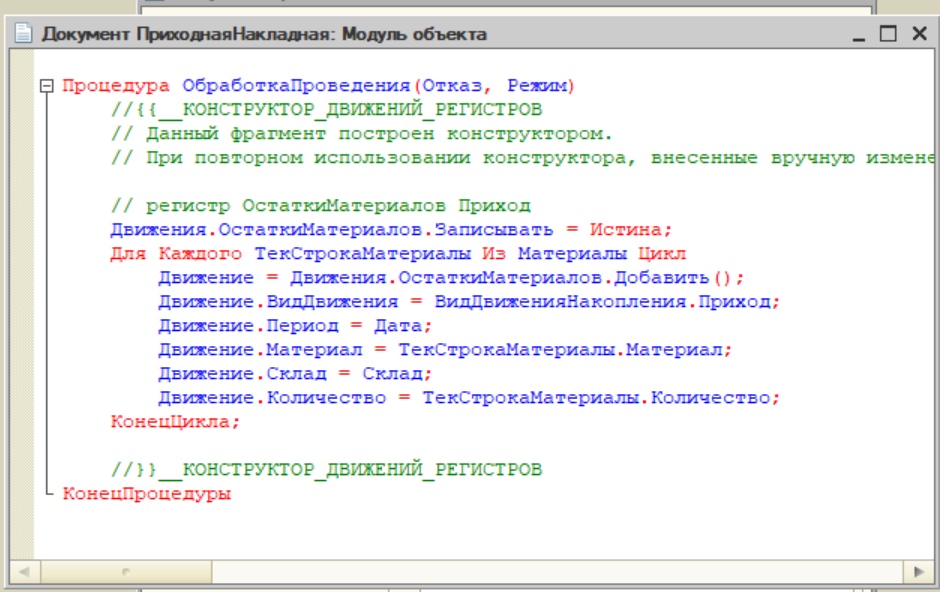 Документ ПриходнаяНакладная: Модуль объекта
Процедура ОбработкаПроведения(Отказ, Режим)
//{{__КОНСТРУКТОР_ДВИЖЕНИЙ_РЕГИСТРОВ
// Данный фрагмент построен конструктором.
// При повторном использовании конструктора, внесенные вручную измене
// регистр ОстаткиМатериалов Приход
Движения.ОстаткиМатериалов.Записывать = Истина;
Для Каждого ТекСтрокаМатериалы Из Материалы Цикл
Движение = Движения.ОстаткиМатериалов.Добавить();
Движение.ВидДвижения = ВидДвиженияНакопления.Приход;
Движение.Период = Дата;
Движение.Материал = ТекСтрокаМатериалы.Материал;
Движение.Склад = Склад;
Движение.Количество = ТекСтрокаМатериалы.Количество;
КонецЦикла;
//}}__КОНСТРУКТОР_ДВИЖЕНИЙ_РЕГИСТРОВ
КонецПроцедуры